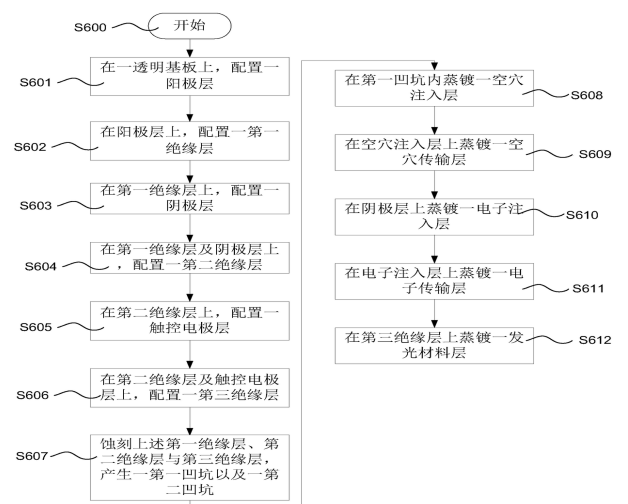 S600
开始
S601
在一透明基板上，配置一
阳极层
S602
在阳极层上，配置一第一
绝缘层
S603
在第一绝缘层上，配置一
阴极层
S604
在第一绝缘层及阴极层上
，配置一第二绝缘层
S605
在第二绝缘层上，配置一
触控电极层
S606
在第二绝缘层及触控电极
层上，配置一第三绝缘层
S607
蚀刻上述第一绝缘层、第
二绝缘层与第三绝缘层，
产生一第一凹坑以及一第
二凹坑
在第一凹坑内蒸镀一空穴
注入层
S608
在空穴注入层上蒸镀一空
穴传输层
S609
在阴极层上蒸镀一电子注
入层
S610
在电子注入层上蒸镀一电
子传输层
S611
在第三绝缘层上蒸镀一发
光材料层
S612